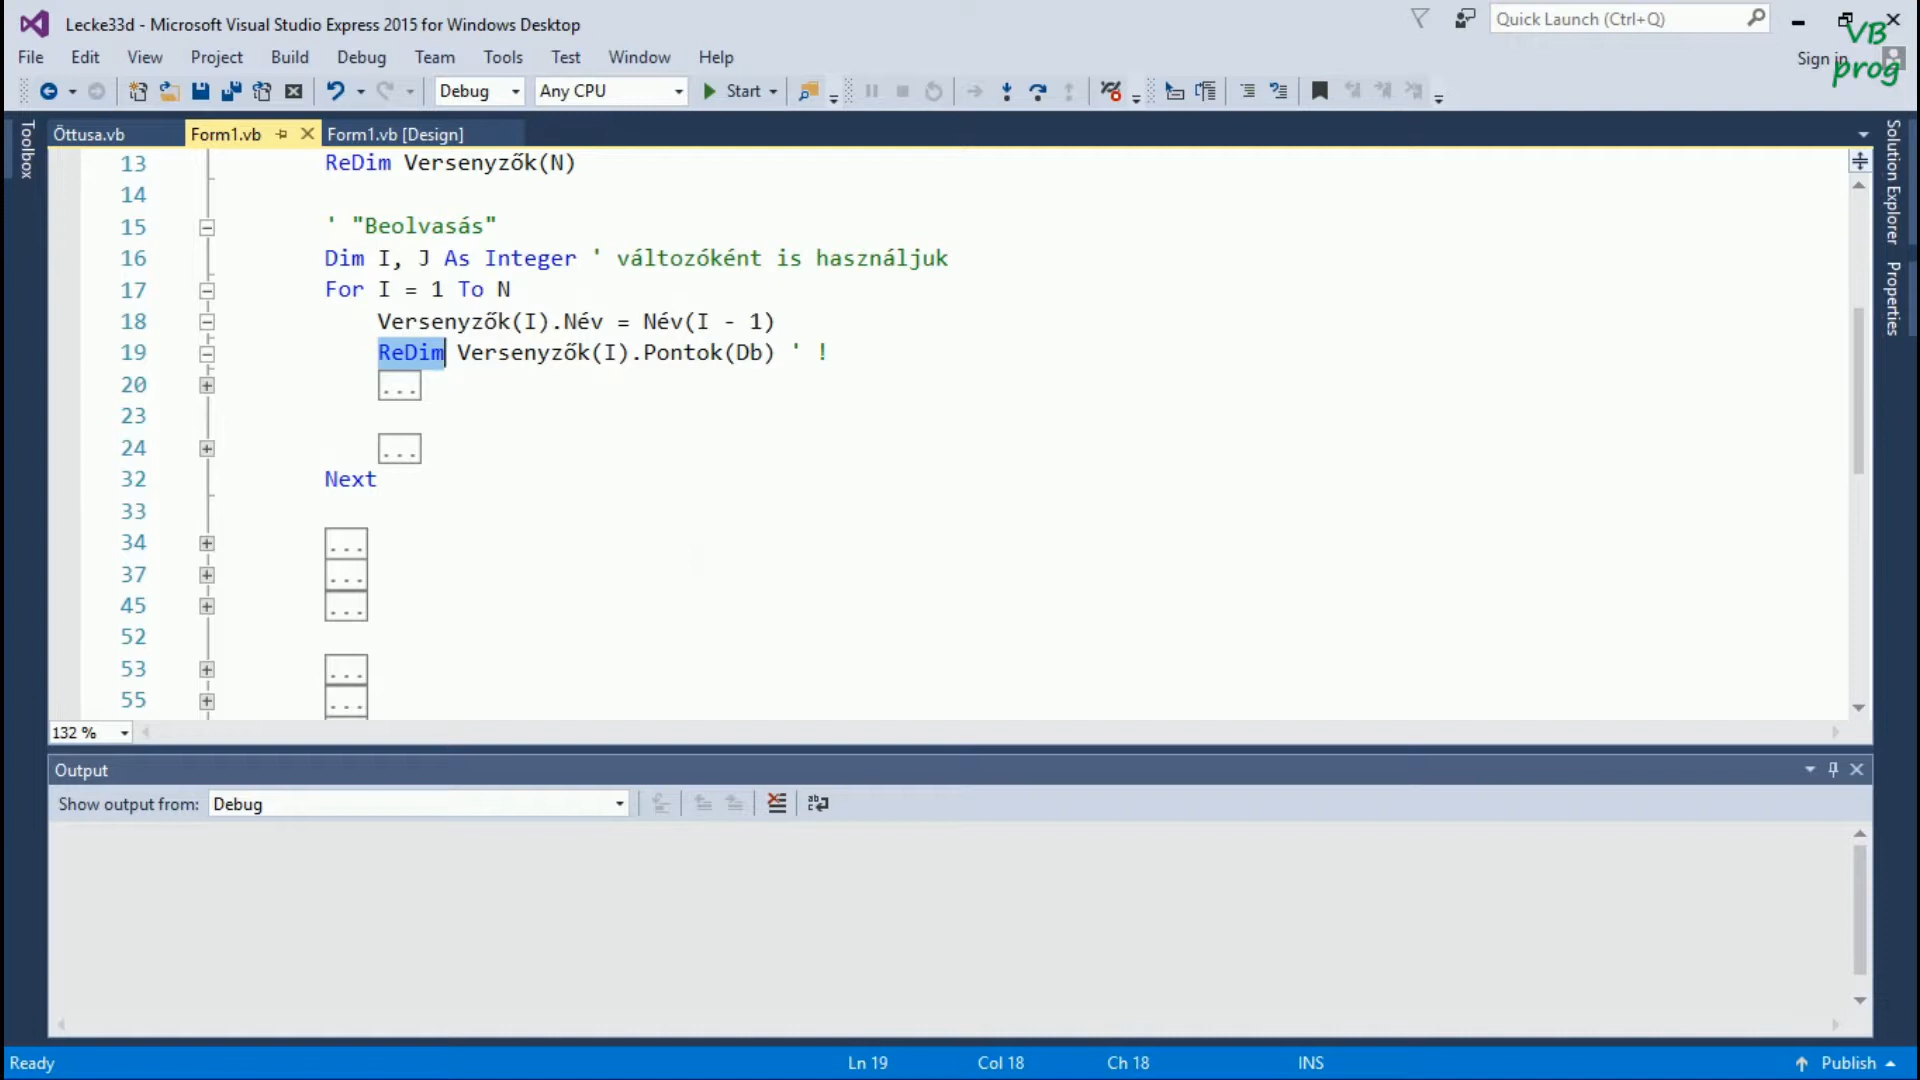 Lecke33d - Microsoft Visual Studio Express 2015 for Windows Desktop
Quick Launch (Ctrl+Q)
VB
prog
File Edit View Project Build Debug Team Tools Test Window Help
Sign in
Debug Any CPU Start
Toolbox
Öttusa.vb Form1.vb Form1.vb [Design]
Solution Explorer
Properties
13 ReDim Versenyzők(N)
14
15 ' "Beolvasás"
16 Dim I, J As Integer ' változóként is használjuk
17 For I = 1 To N
18 Versenyzők(I).Név = Név(I - 1)
19 ReDim Versenyzők(I).Pontok(Db) ' !
20 ...
23
24 ...
32 Next
33
34 ...
37 ...
45 ...
52
53 ...
55 ...
132 %
Output
Show output from: Debug
Ready Ln 19 Col 18 Ch 18 INS Publish